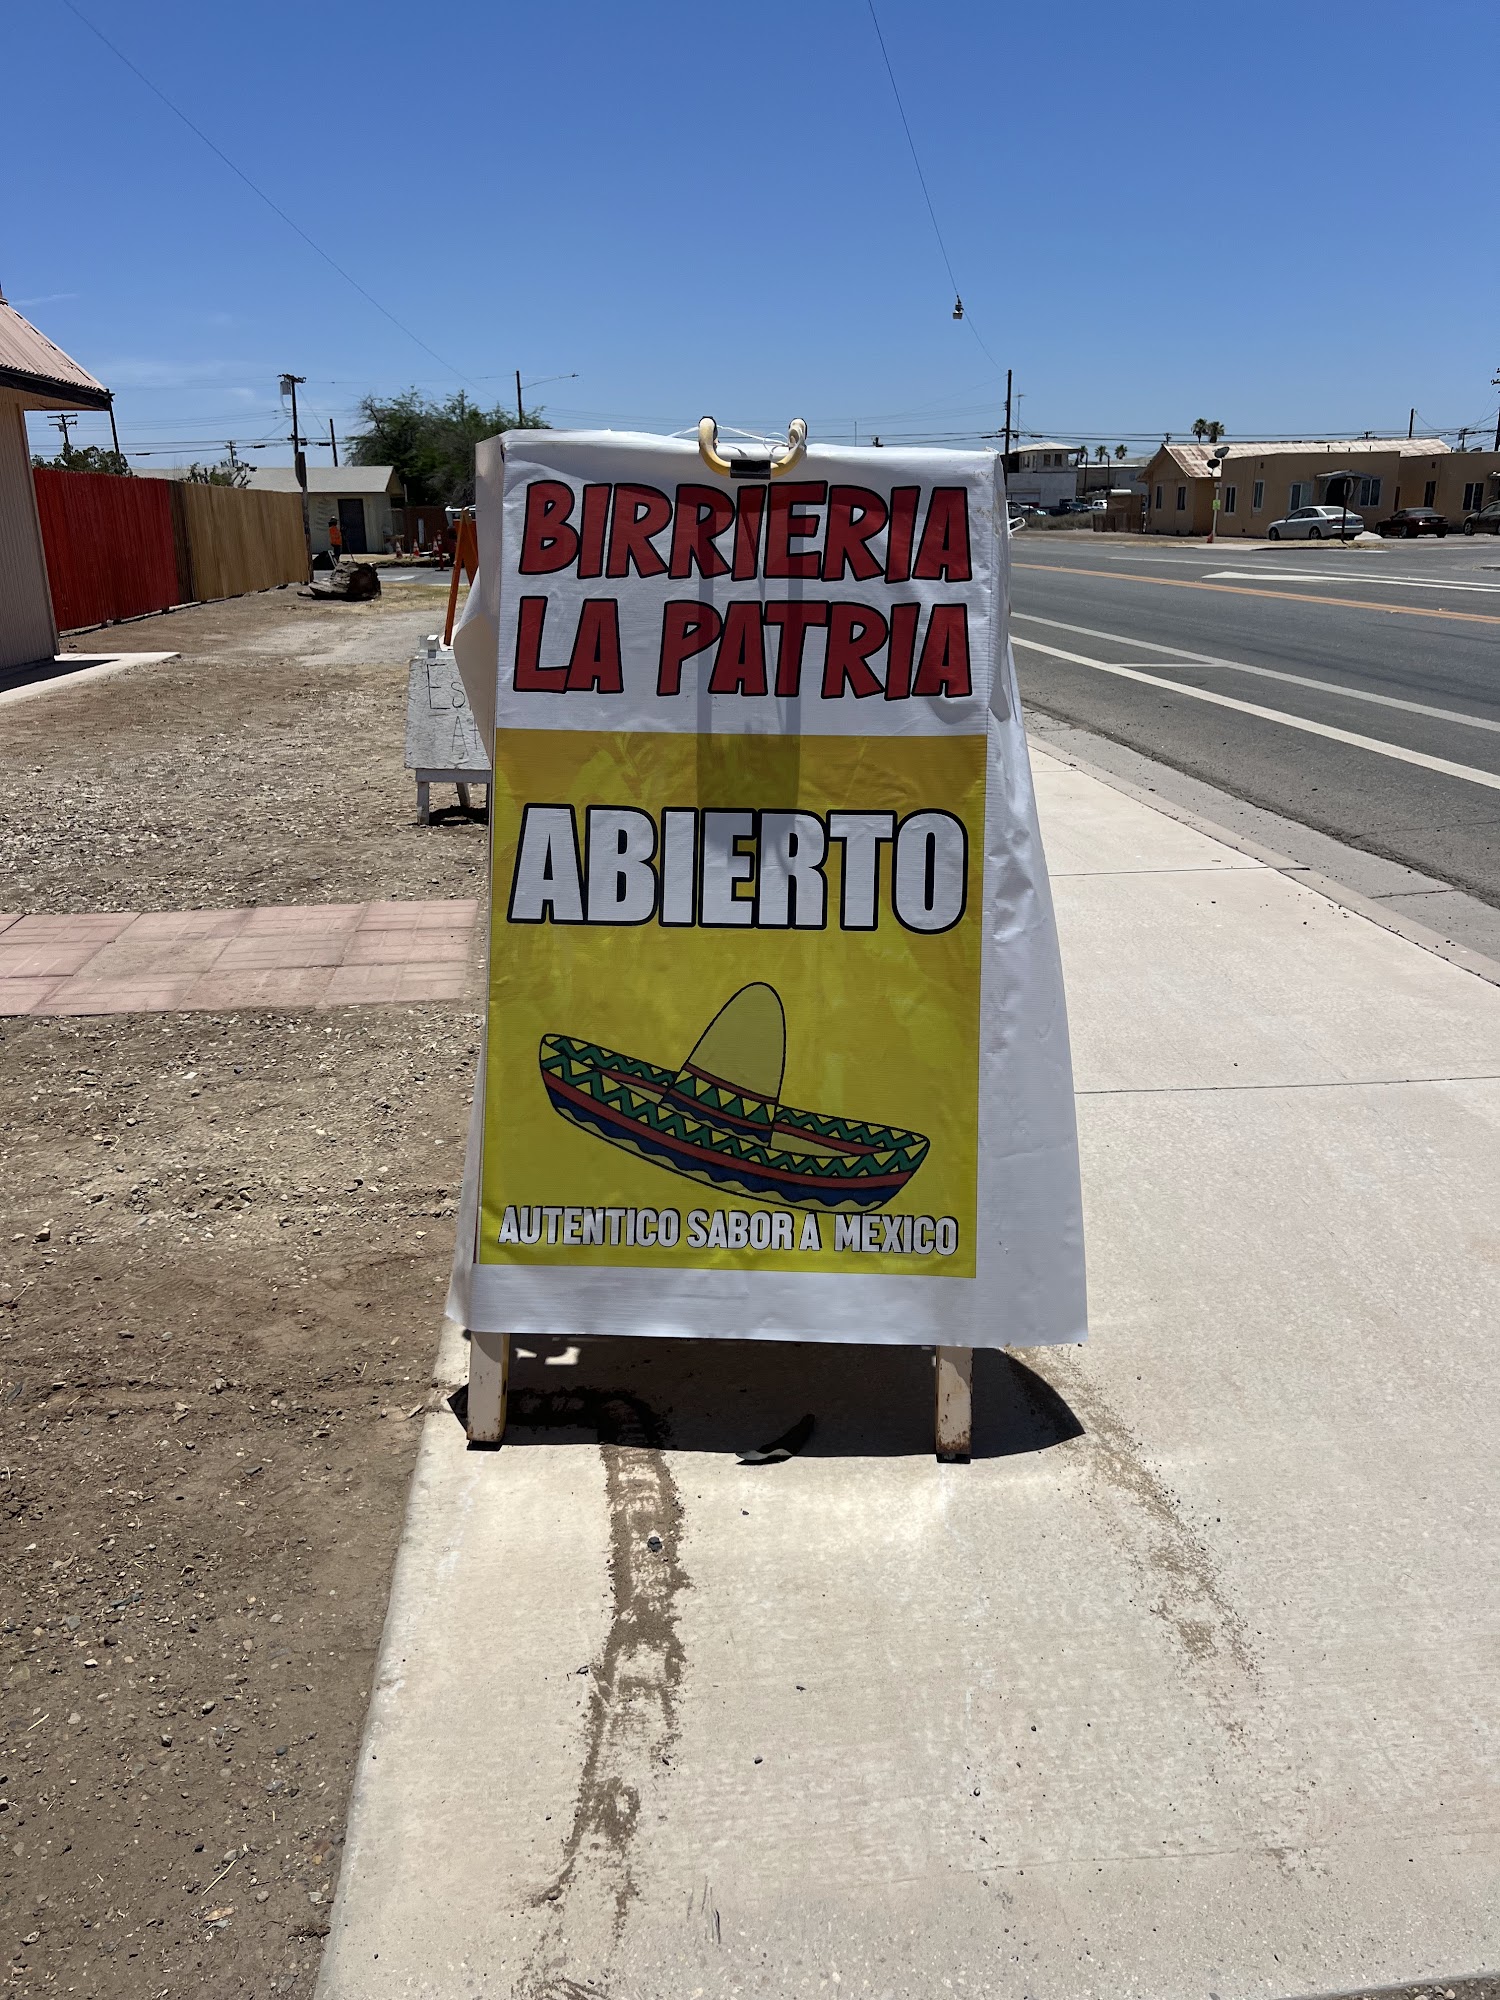 BIRRIERIA
LA PATRIA
ABIERTO
AUTENTICO SABOR A MEXICO